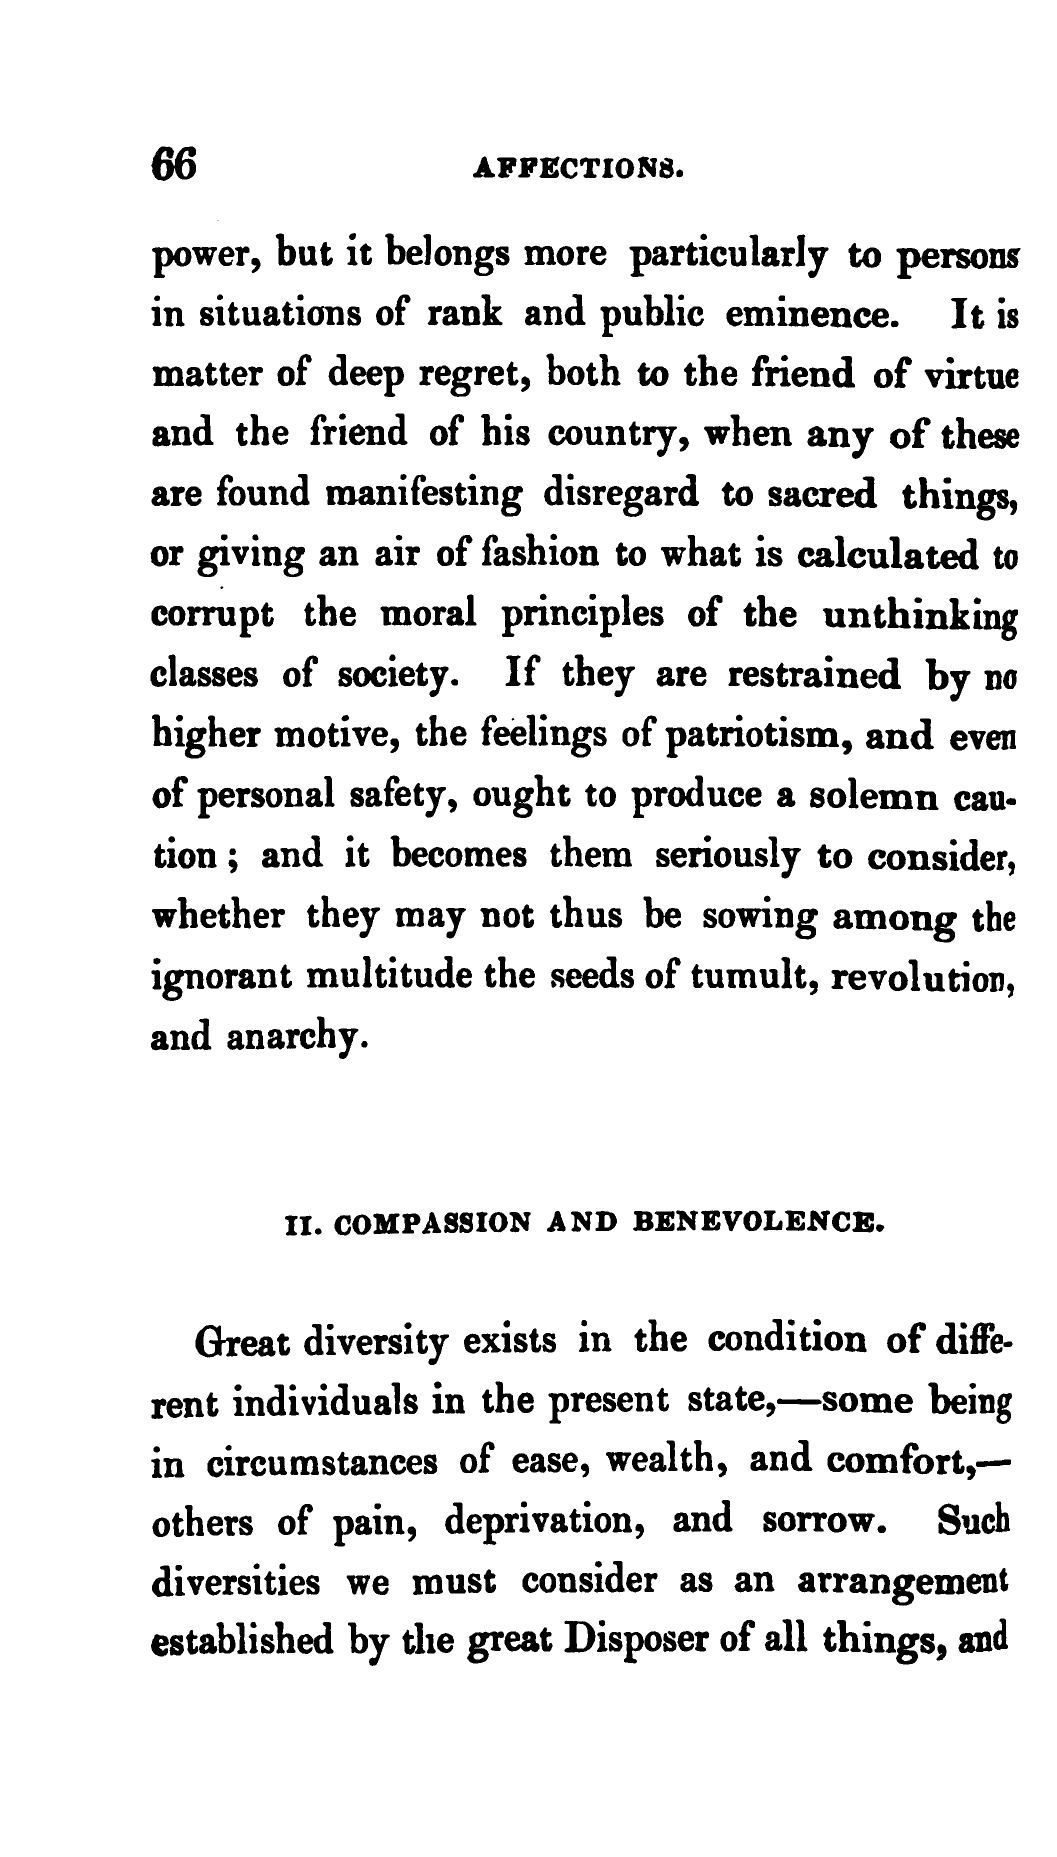 66 AFFECTIONS.
power, but it belongs more particularly to persons
in situations of rank and public eminence. It is
matter of deep regret, both to the friend of virtue
and the friend of his country, when any of these
are found manifesting disregard to sacred things,
or giving an air of fashion to what is calculated to
corrupt the moral principles of the unthinking
classes of society. If they are restrained by no
higher motive, the feelings of patriotism, and even
of personal safety, ought to produce a solemn cau-
tion ; and it becomes them seriously to consider,
whether they may not thus be sowing among the
ignorant multitude the seeds of tumult, revolution,
and anarchy.
II. COMPASSION AND BENEVOLENCE.
Great diversity exists in the condition of diffe-
rent individuals in the present state,—some being
in circumstances of ease, wealth, and comfort,—
others of pain, deprivation, and sorrow. Such
diversities we must consider as an arrangement
established by the great Disposer of all things, and